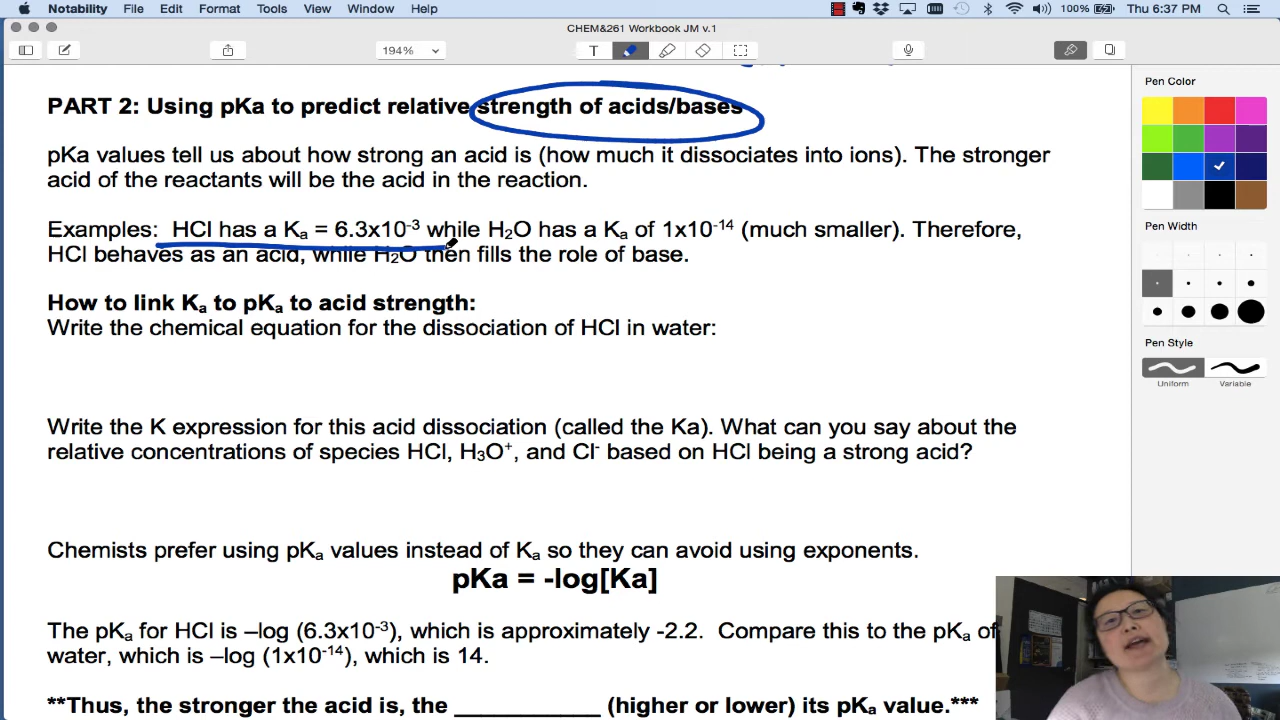 Notability File Edit Format Tools View Window Help 100% Thu 6:37 PM
CHEM&261 Workbook JM v.1
194% T
PART 2: Using pKa to predict relative strength of acids/bases
pKa values tell us about how strong an acid is (how much it dissociates into ions). The stronger
acid of the reactants will be the acid in the reaction.
Examples: HCl has a Kₐ = 6.3x10⁻³ while H₂O has a Kₐ of 1x10⁻¹⁴ (much smaller). Therefore,
HCl behaves as an acid, while H₂O then fills the role of base.
How to link Kₐ to pKₐ to acid strength:
Write the chemical equation for the dissociation of HCl in water:
Write the K expression for this acid dissociation (called the Ka). What can you say about the
relative concentrations of species HCl, H₃O⁺, and Cl⁻ based on HCl being a strong acid?
Chemists prefer using pKₐ values instead of Kₐ so they can avoid using exponents.
pKa = -log[Ka]
The pKₐ for HCl is –log (6.3x10⁻³), which is approximately -2.2. Compare this to the pKₐ of
water, which is –log (1x10⁻¹⁴), which is 14.
**Thus, the stronger the acid is, the ____________ (higher or lower) its pKₐ value.***
Pen Color
Pen Width
Pen Style
Uniform Variable